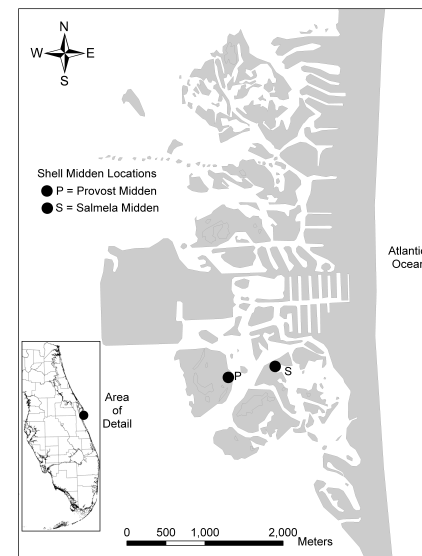 N
W E
S
Shell Midden Locations
P = Provost Midden
S = Salmela Midden
Atlantic
Ocean
P
S
Area
of
Detail
0 500 1,000 2,000
Meters